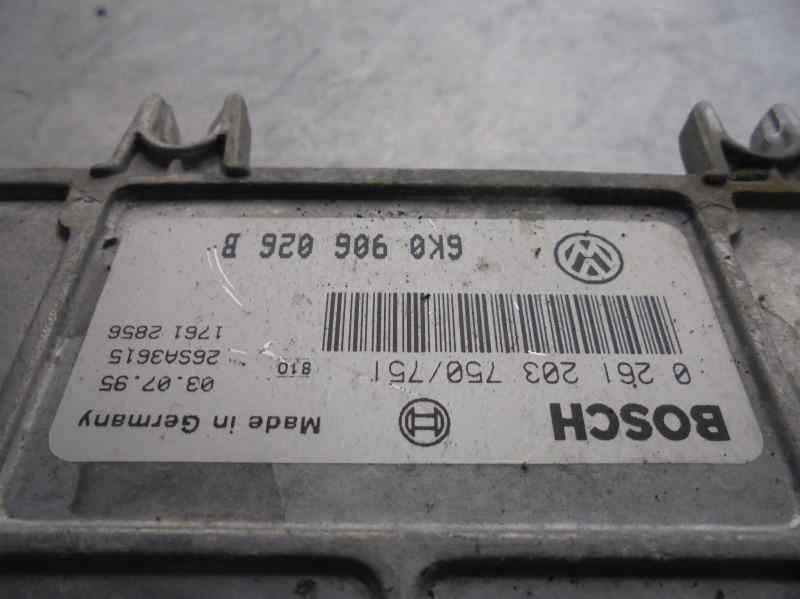 BOSCH
Made in Germany
0 261 203 750/751
810
03.07.95
26SA3615
1761 2856
6K0 906 026 B